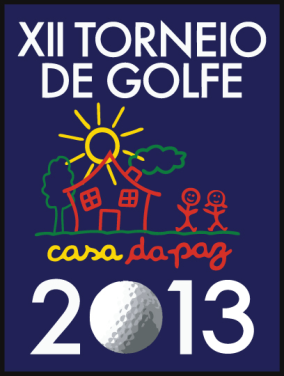 XII TORNEIO
DE GOLFE
casa da paz
2013